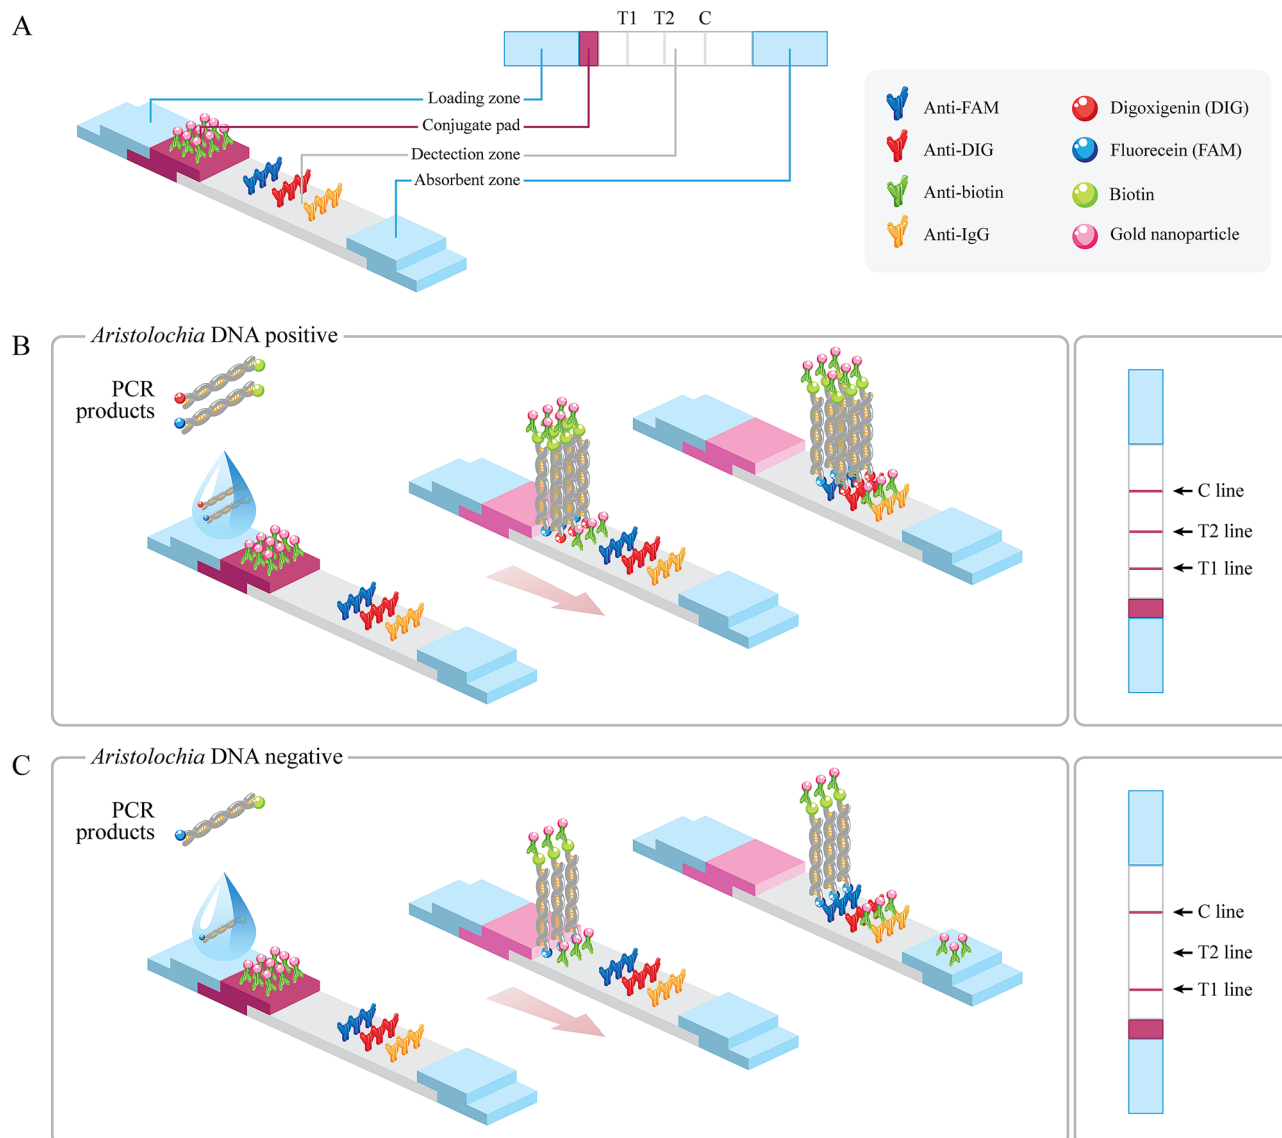 A
T1 T2 C
Loading zone
Conjugate pad
Dectection zone
Absorbent zone
Anti-FAM
Anti-DIG
Anti-biotin
Anti-IgG
Digoxigenin (DIG)
Fluorecein (FAM)
Biotin
Gold nanoparticle
B
Aristolochia DNA positive
PCR
products
C line
T2 line
T1 line
C
Aristolochia DNA negative
PCR
products
C line
T2 line
T1 line